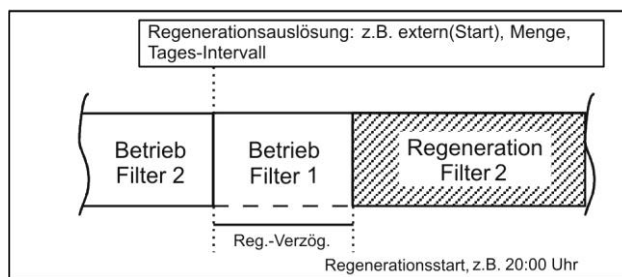 Regenerationsauslösung: z.B. extern(Start), Menge,
Tages-Intervall
Betrieb
Filter 2
Betrieb
Filter 1
Regeneration
Filter 2
Reg.-Verzög.
Regenerationsstart, z.B. 20:00 Uhr